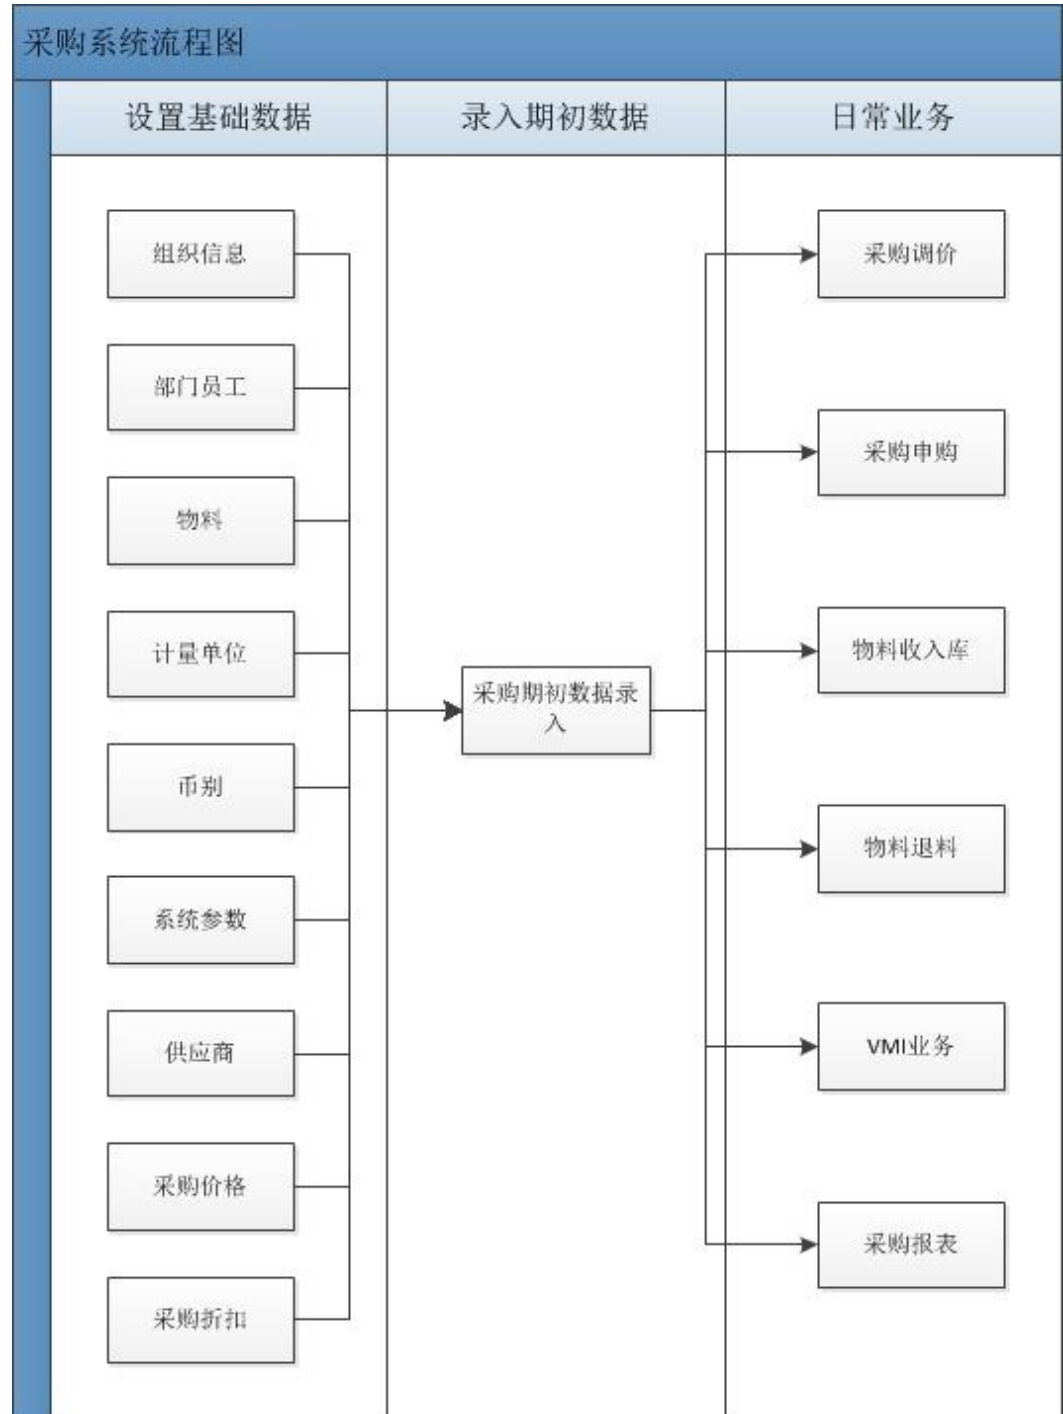 采购系统流程图
设置基础数据
录入期初数据
日常业务
组织信息
部门员工
物料
计量单位
币别
系统参数
供应商
采购价格
采购折扣
采购期初数据录
入
采购调价
采购申购
物料收入库
物料退料
VMI业务
采购报表